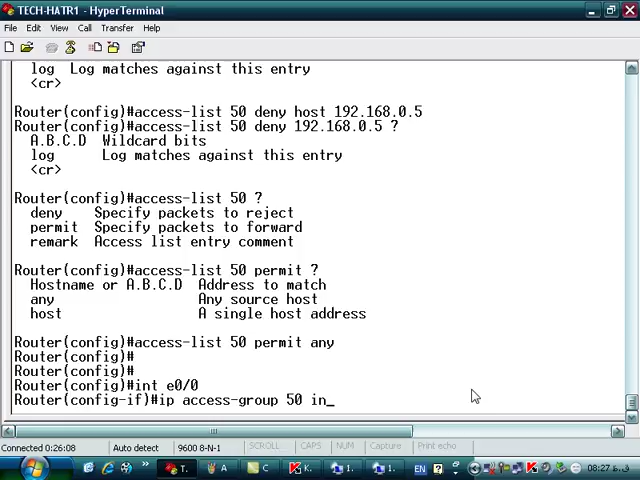 TECH-HATR1 - HyperTerminal
File Edit View Call Transfer Help
log Log matches against this entry
<cr>
Router(config)#access-list 50 deny host 192.168.0.5
Router(config)#access-list 50 deny 192.168.0.5 ?
A.B.C.D Wildcard bits
log Log matches against this entry
<cr>
Router(config)#access-list 50 ?
deny Specify packets to reject
permit Specify packets to forward
remark Access list entry comment
Router(config)#access-list 50 permit ?
Hostname or A.B.C.D Address to match
any Any source host
host A single host address
Router(config)#access-list 50 permit any
Router(config)#
Router(config)#
Router(config)#int e0/0
Router(config-if)#ip access-group 50 in_
Connected 0:26:08 Auto detect 9600 8-N-1 SCROLL CAPS NUM Capture Print echo
T. A C K. 1. 1. EN 08:27